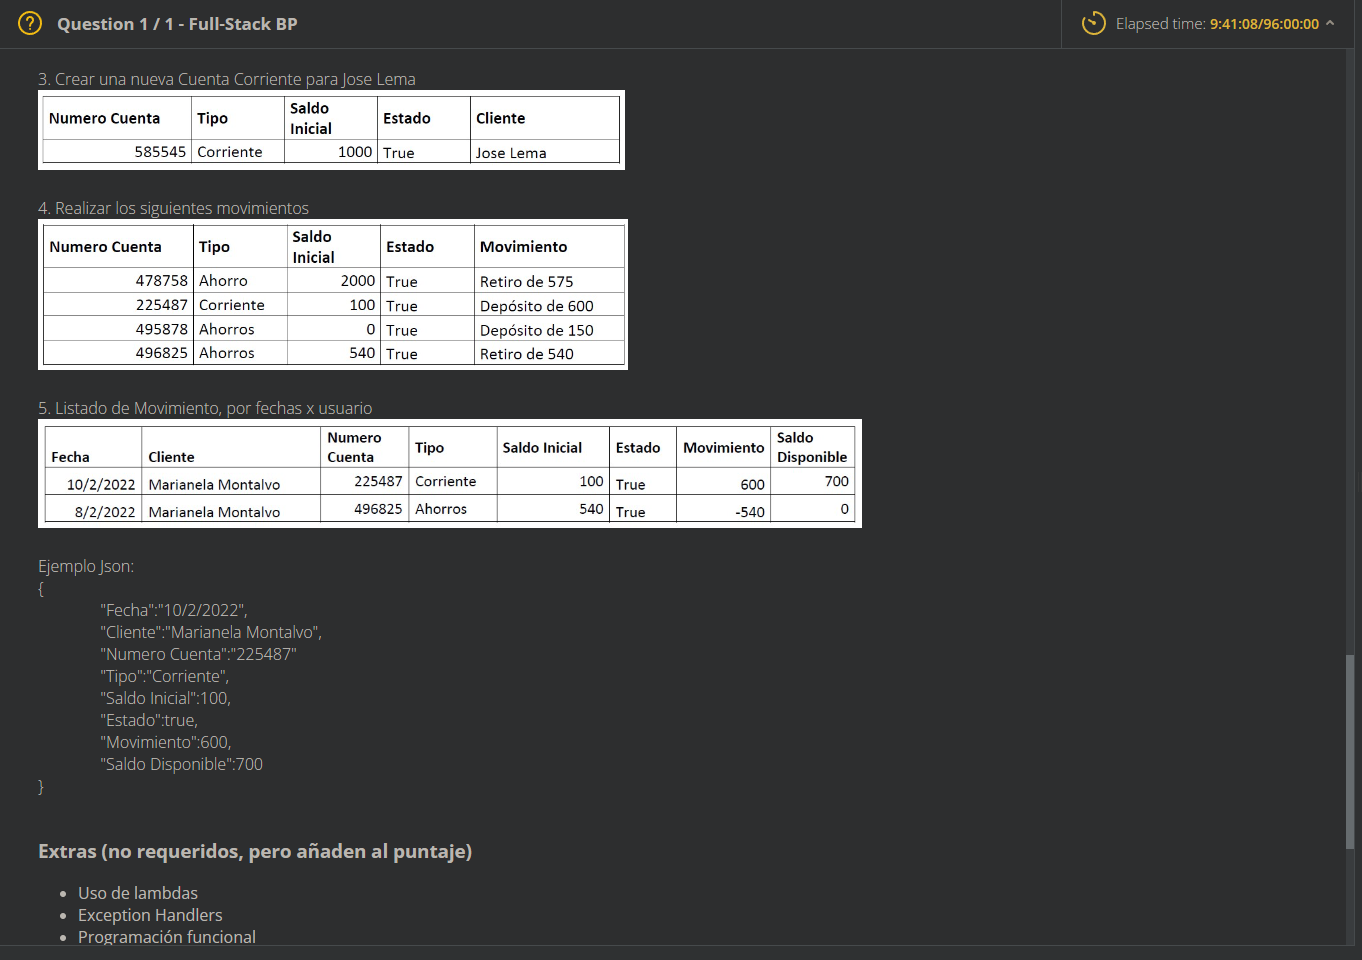 Question 1 / 1 - Full-Stack BP
Elapsed time: 9:41:08/96:00:00
3. Crear una nueva Cuenta Corriente para Jose Lema
Numero Cuenta Tipo Saldo Inicial Estado Cliente
585545 Corriente 1000 True Jose Lema
4. Realizar los siguientes movimientos
Numero Cuenta Tipo Saldo Inicial Estado Movimiento
478758 Ahorro 2000 True Retiro de 575
225487 Corriente 100 True Depósito de 600
495878 Ahorros 0 True Depósito de 150
496825 Ahorros 540 True Retiro de 540
5. Listado de Movimiento, por fechas x usuario
Fecha Cliente Numero Cuenta Tipo Saldo Inicial Estado Movimiento Saldo Disponible
10/2/2022 Marianela Montalvo 225487 Corriente 100 True 600 700
8/2/2022 Marianela Montalvo 496825 Ahorros 540 True -540 0
Ejemplo Json:
{
"Fecha":"10/2/2022",
"Cliente":"Marianela Montalvo",
"Numero Cuenta":"225487"
"Tipo":"Corriente",
"Saldo Inicial":100,
"Estado":true,
"Movimiento":600,
"Saldo Disponible":700
}
Extras (no requeridos, pero añaden al puntaje)
• Uso de lambdas
• Exception Handlers
• Programación funcional